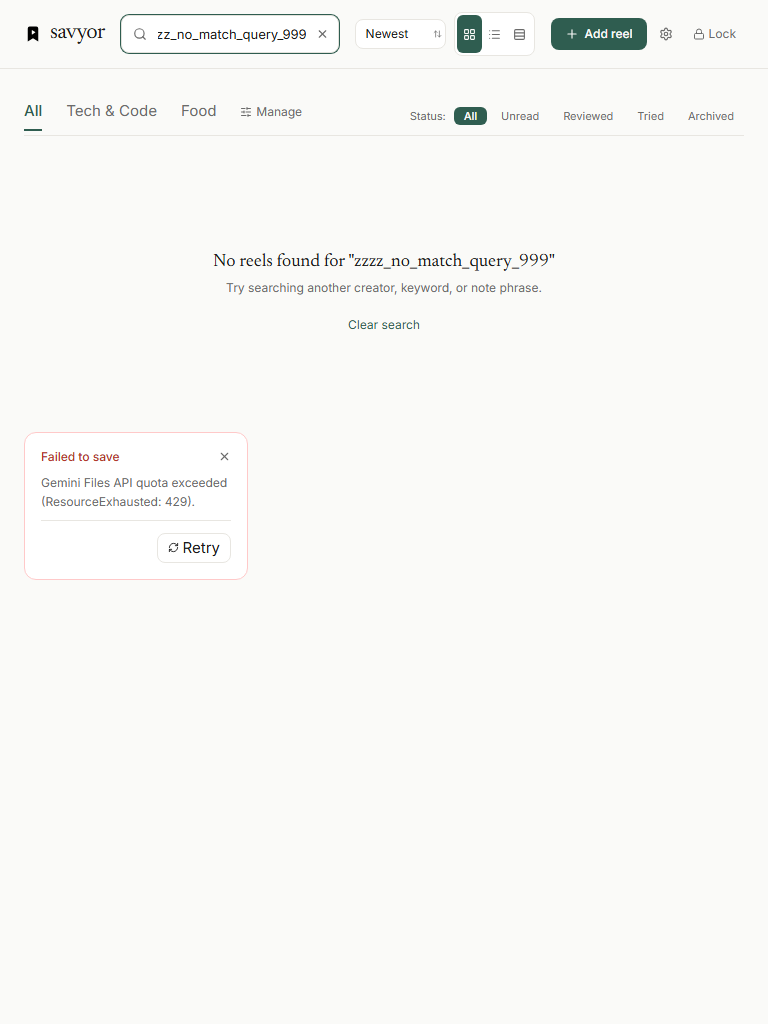 savyor
zz_no_match_query_999
Newest
Add reel
Lock
All
Tech & Code
Food
Manage
Status:
All
Unread
Reviewed
Tried
Archived
No reels found for "zzzz_no_match_query_999"
Try searching another creator, keyword, or note phrase.
Clear search
Failed to save
Gemini Files API quota exceeded
(ResourceExhausted: 429).
Retry